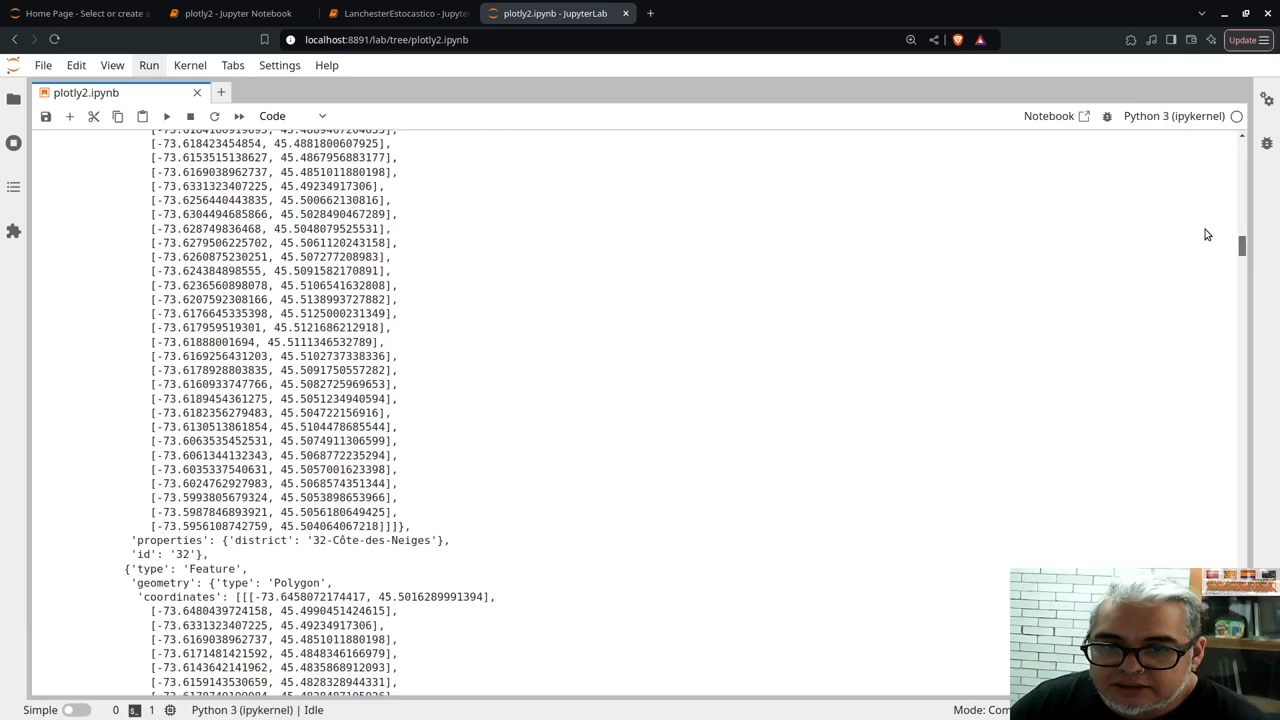 Home Page - Select or create a
plotly2 - Jupyter Notebook
LanchesterEstocastico - Jupyte
plotly2.ipynb - JupyterLab
localhost:8891/lab/tree/plotly2.ipynb
Update
File Edit View Run Kernel Tabs Settings Help
plotly2.ipynb
Code
Notebook
Python 3 (ipykernel)
[-73.618423454854, 45.4881800607925],
[-73.6153515138627, 45.4867956883177],
[-73.6169038962737, 45.4851011880198],
[-73.6331323407225, 45.49234917306],
[-73.6256440443835, 45.500662130816],
[-73.6304494685866, 45.5028490467289],
[-73.628749836468, 45.5048079525531],
[-73.6279506225702, 45.5061120243158],
[-73.6260875230251, 45.507277208983],
[-73.624384898555, 45.5091582170891],
[-73.6236560898078, 45.5106541632808],
[-73.6207592308166, 45.5138993727882],
[-73.6176645335398, 45.5125000231349],
[-73.617959519301, 45.5121686212918],
[-73.61888001694, 45.5111346532789],
[-73.6169256431203, 45.5102737338336],
[-73.6178928803835, 45.5091750557282],
[-73.6160933747766, 45.5082725969653],
[-73.6189454361275, 45.5051234940594],
[-73.6182356279483, 45.504722156916],
[-73.6130513861854, 45.5104478685544],
[-73.6063535452531, 45.5074911306599],
[-73.6061344132343, 45.5068772235294],
[-73.6035337540631, 45.5057001623398],
[-73.6024762927983, 45.5068574351344],
[-73.5993805679324, 45.5053898653966],
[-73.5987846893921, 45.5056180649425],
[-73.5956108742759, 45.504064067218]]]},
'properties': {'district': '32-Côte-des-Neiges'},
'id': '32'},
{'type': 'Feature',
'geometry': {'type': 'Polygon',
'coordinates': [[[-73.6458072174417, 45.5016289991394],
[-73.6480439724158, 45.4990451424615],
[-73.6331323407225, 45.49234917306],
[-73.6169038962737, 45.4851011880198],
[-73.6171481421592, 45.4848346166979],
[-73.6143642141962, 45.4835868912093],
[-73.6159143530659, 45.4828328944331],
Simple
0
1
Python 3 (ipykernel) | Idle
Mode: Com